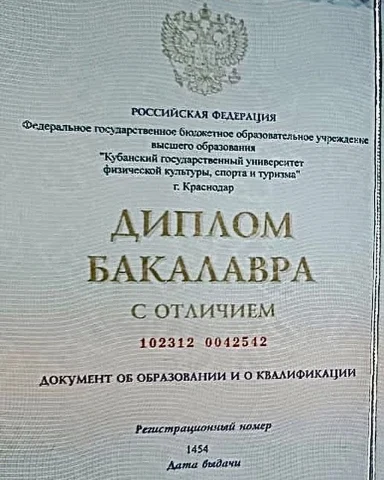 РОССИЙСКАЯ ФЕДЕРАЦИЯ
Федеральное государственное бюджетное образовательное учреждение
высшего образования
"Кубанский государственный университет
физической культуры, спорта и туризма"
г. Краснодар
ДИПЛОМ
БАКАЛАВРА
С ОТЛИЧИЕМ
102312 0042542
ДОКУМЕНТ ОБ ОБРАЗОВАНИИ И О КВАЛИФИКАЦИИ
Регистрационный номер
1454
Дата выдачи